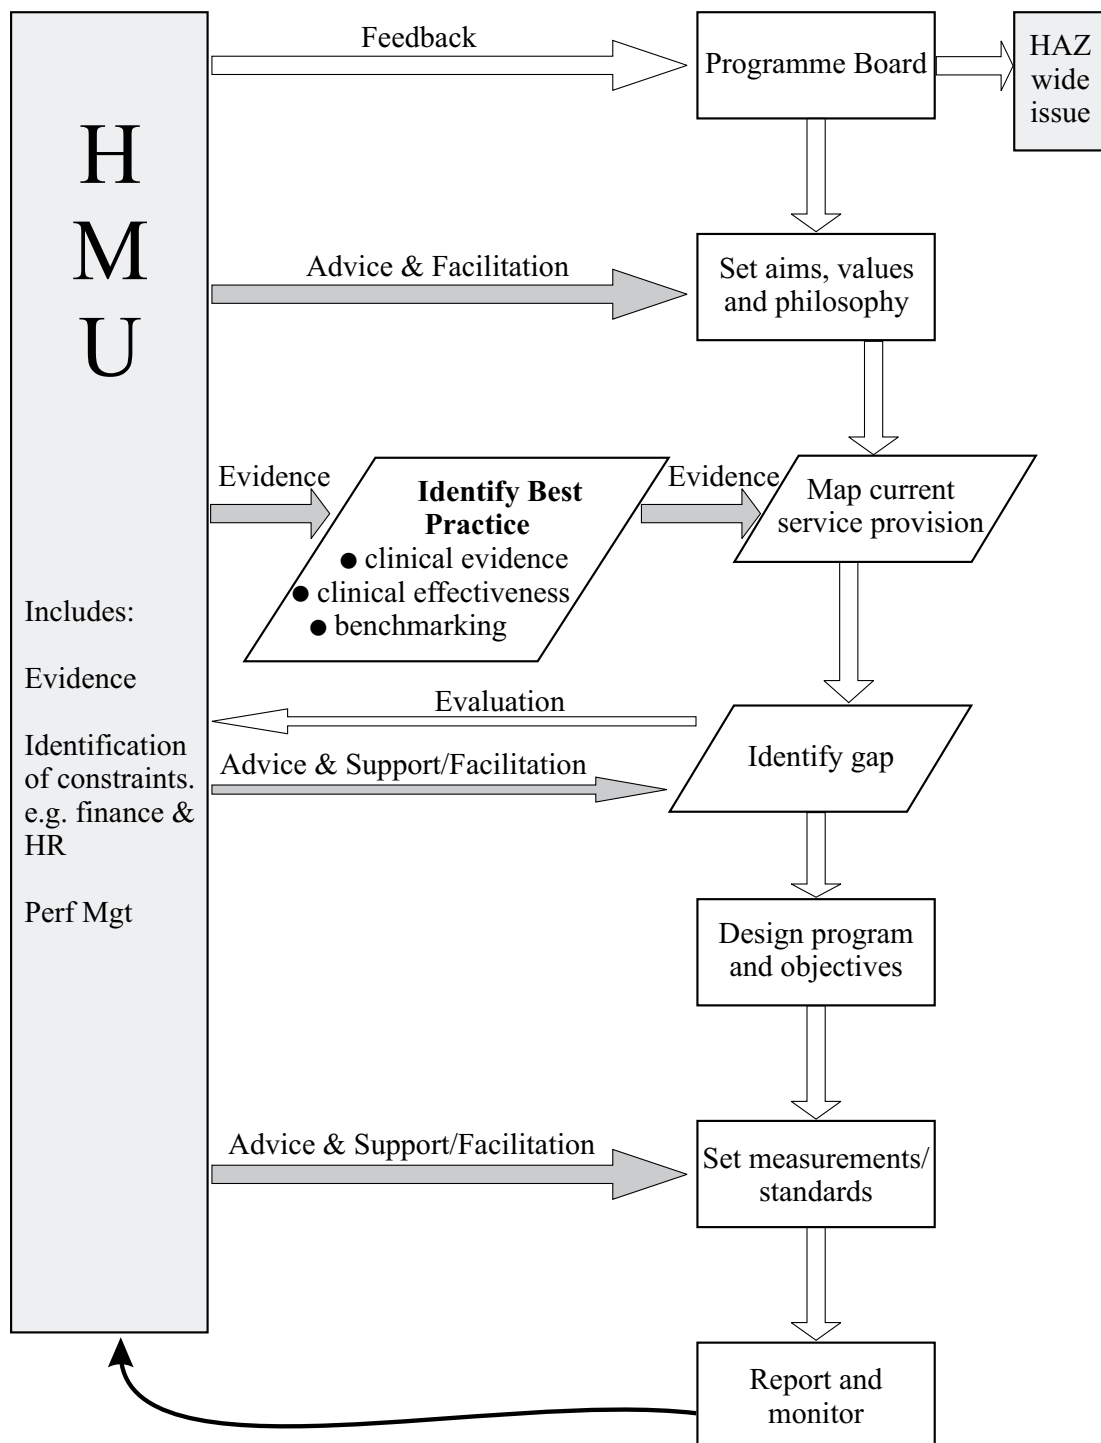 Feedback
Programme Board
HAZ
wide
issue
H
M
U
Advice & Facilitation
Set aims, values
and philosophy
Evidence
Identify Best
Practice
● clinical evidence
● clinical effectiveness
● benchmarking
Evidence
Map current
service provision
Includes:
Evidence
Identification
of constraints.
e.g. finance &
HR
Perf Mgt
Evaluation
Advice & Support/Facilitation
Identify gap
Design program
and objectives
Advice & Support/Facilitation
Set measurements/
standards
Report and
monitor